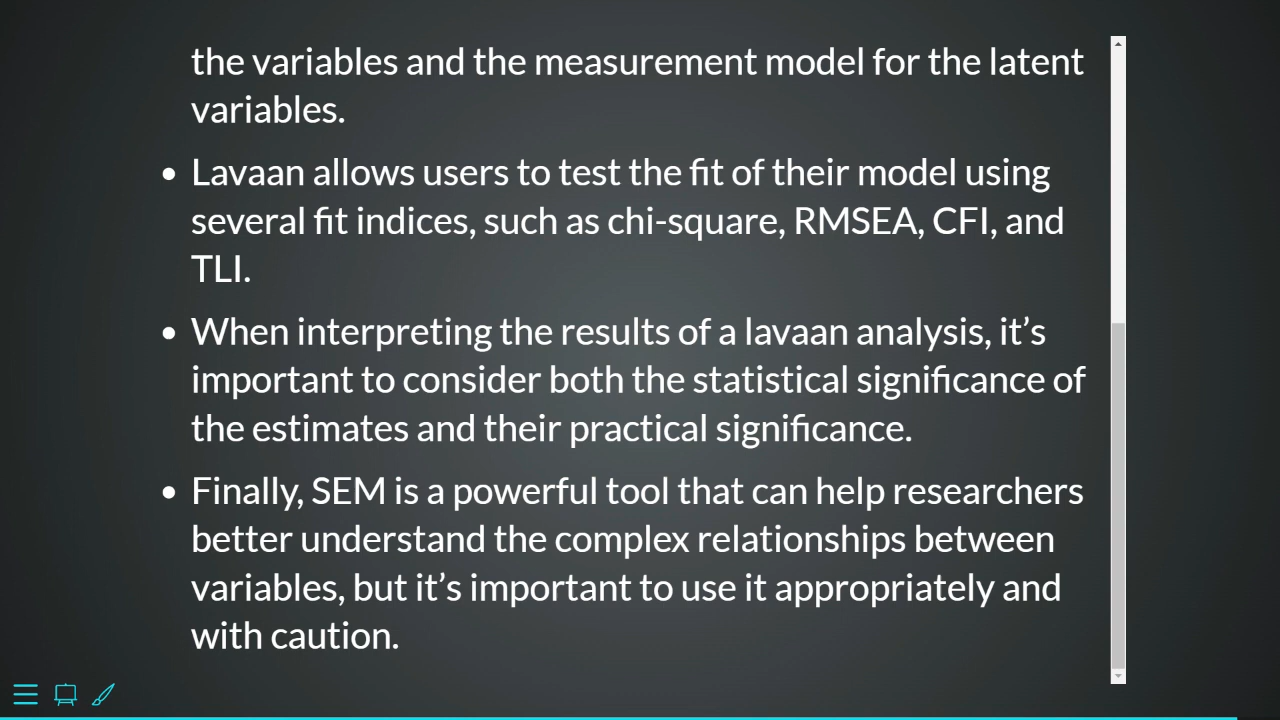 the variables and the measurement model for the latent
variables.
• Lavaan allows users to test the fit of their model using
several fit indices, such as chi-square, RMSEA, CFI, and
TLI.
• When interpreting the results of a lavaan analysis, it’s
important to consider both the statistical significance of
the estimates and their practical significance.
• Finally, SEM is a powerful tool that can help researchers
better understand the complex relationships between
variables, but it’s important to use it appropriately and
with caution.